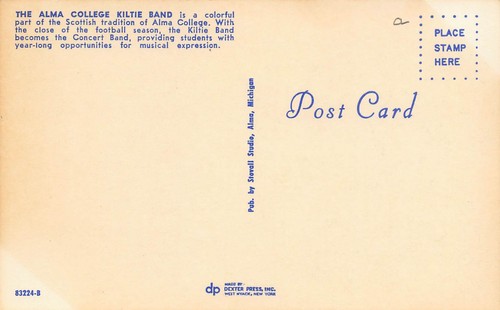 THE ALMA COLLEGE KILTIE BAND is a colorful
part of the Scottish tradition of Alma College. With
the close of the football season, the Kiltie Band
becomes the Concert Band, providing students with
year-long opportunities for musical expression.
PLACE
STAMP
HERE
Post Card
Pub. by Stovall Studio, Alma, Michigan
83224-B
dp
MADE BY
DEXTER PRESS, INC.
WEST NYACK, NEW YORK